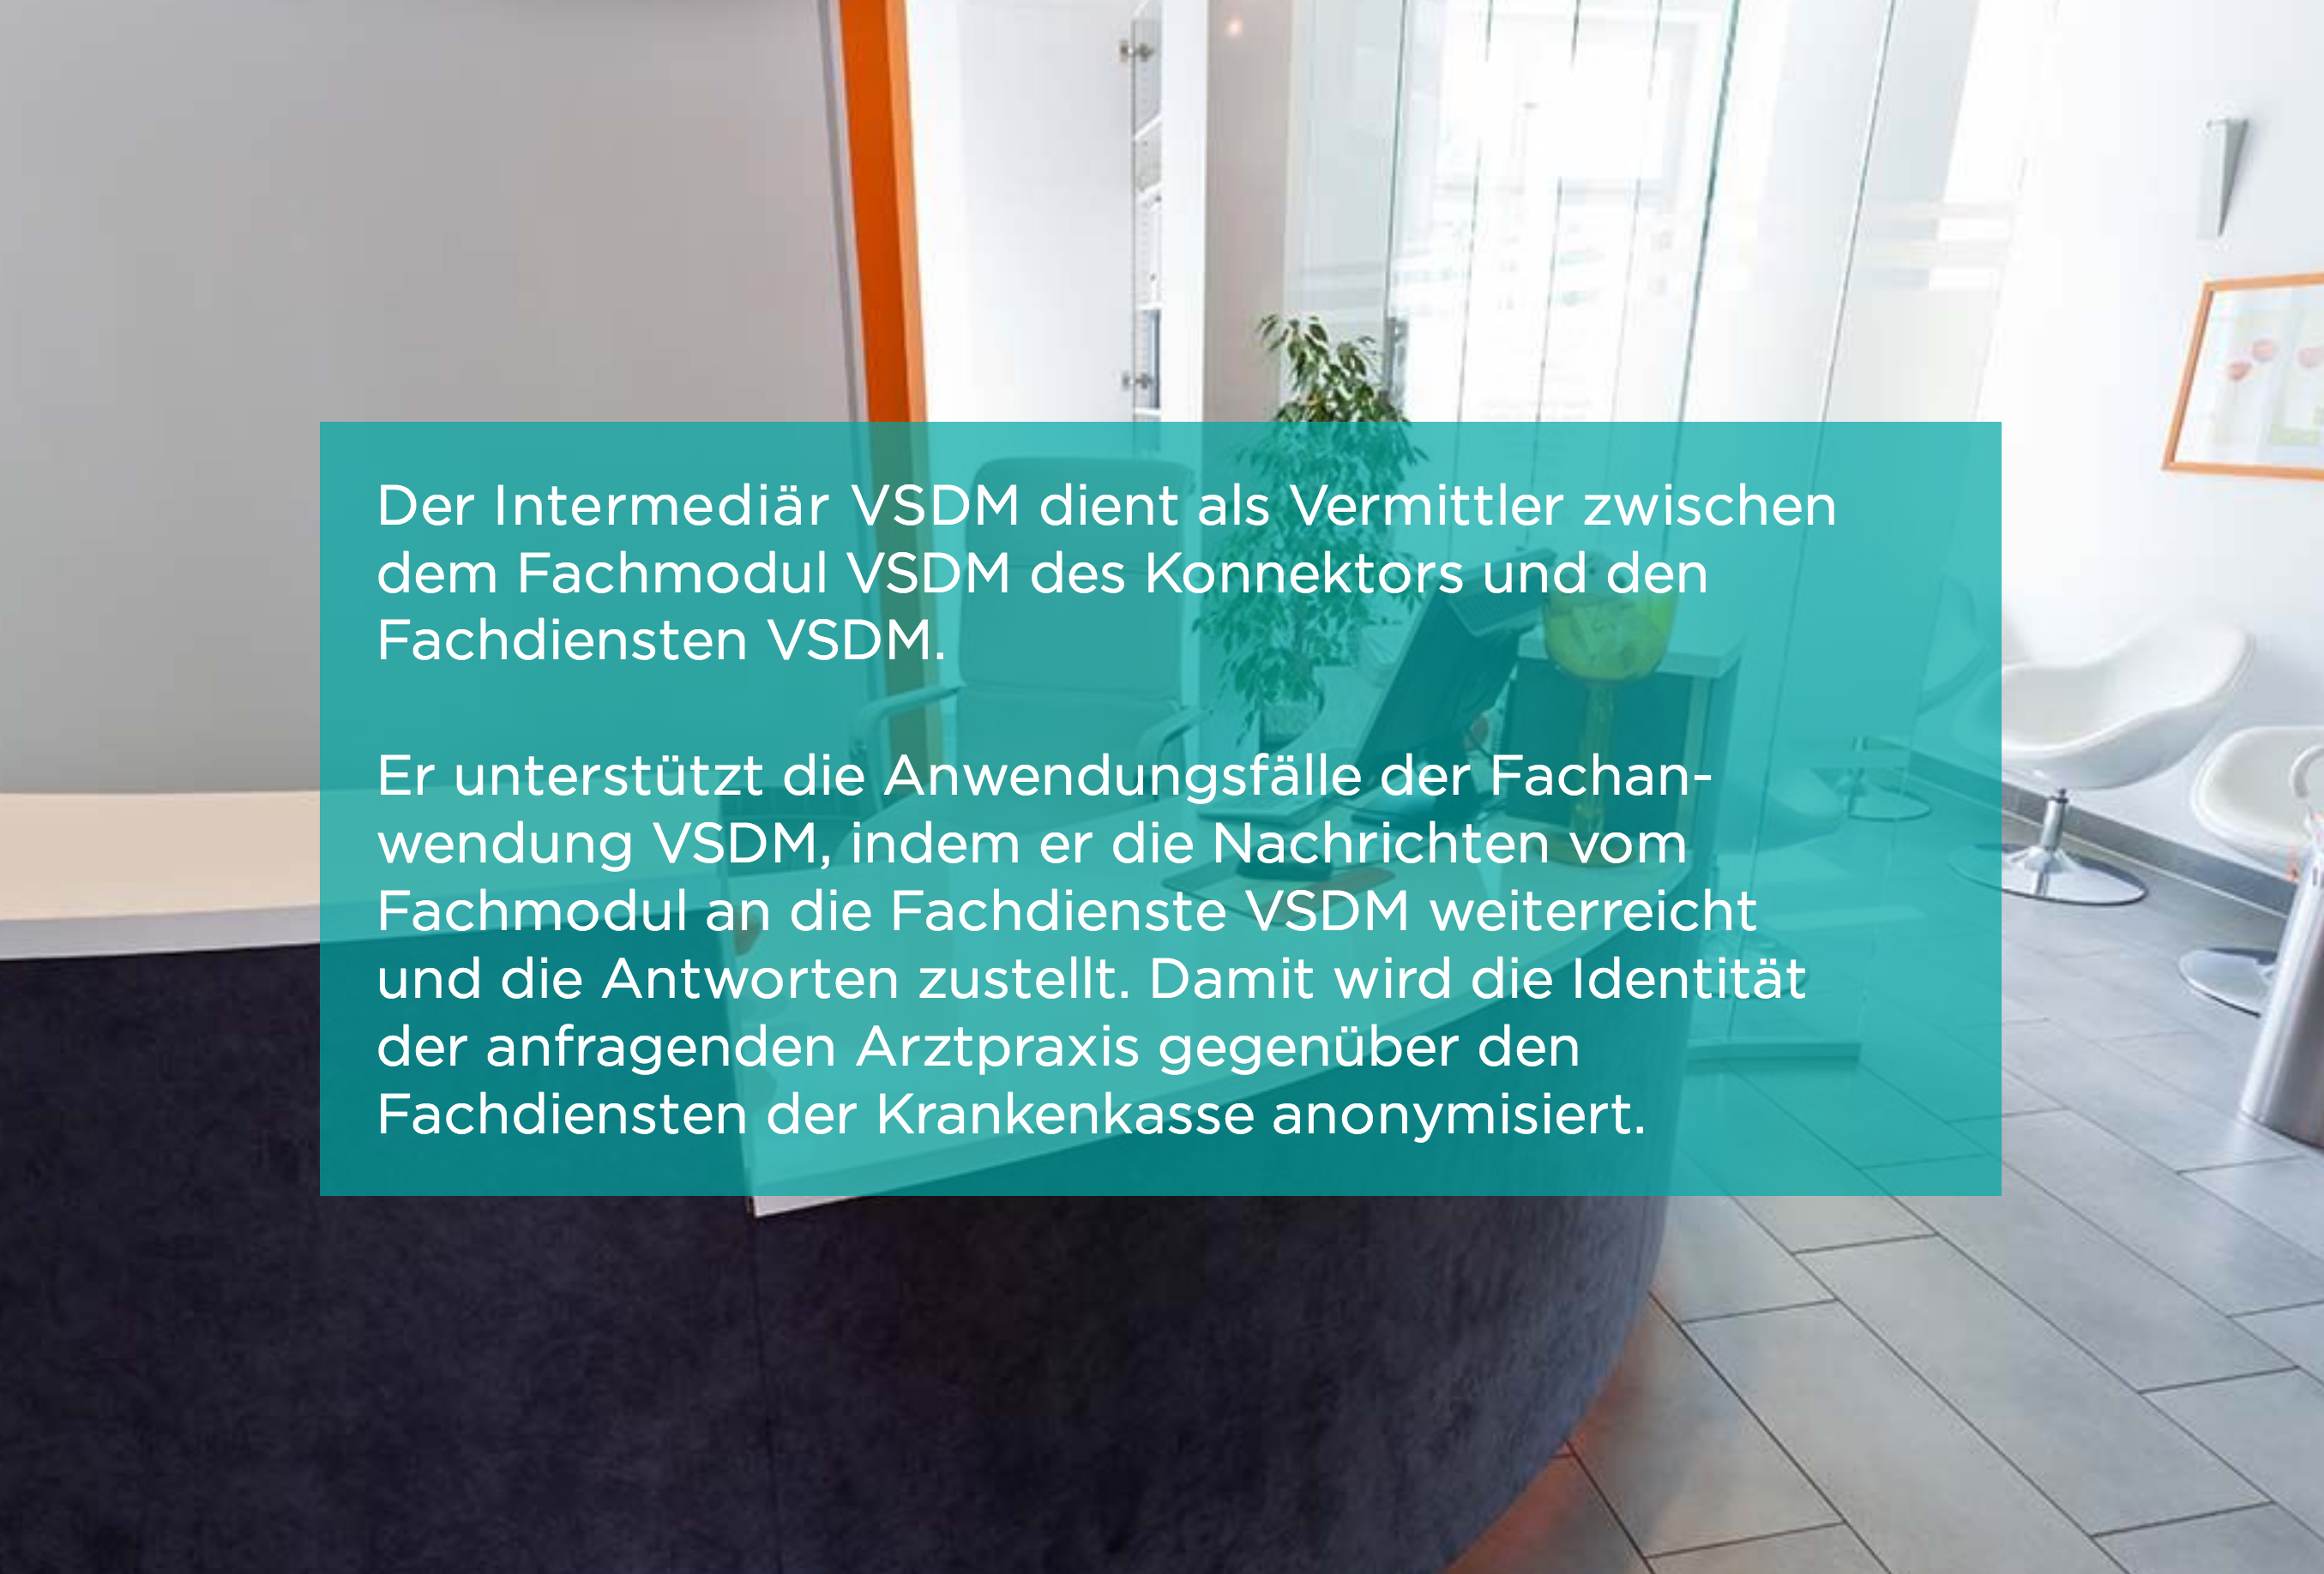 Der Intermediär VSDM dient als Vermittler zwischen
dem Fachmodul VSDM des Konnektors und den
Fachdiensten VSDM.
Er unterstützt die Anwendungsfälle der Fachan-
wendung VSDM, indem er die Nachrichten vom
Fachmodul an die Fachdienste VSDM weiterreicht
und die Antworten zustellt. Damit wird die Identität
der anfragenden Arztpraxis gegenüber den
Fachdiensten der Krankenkasse anonymisiert.